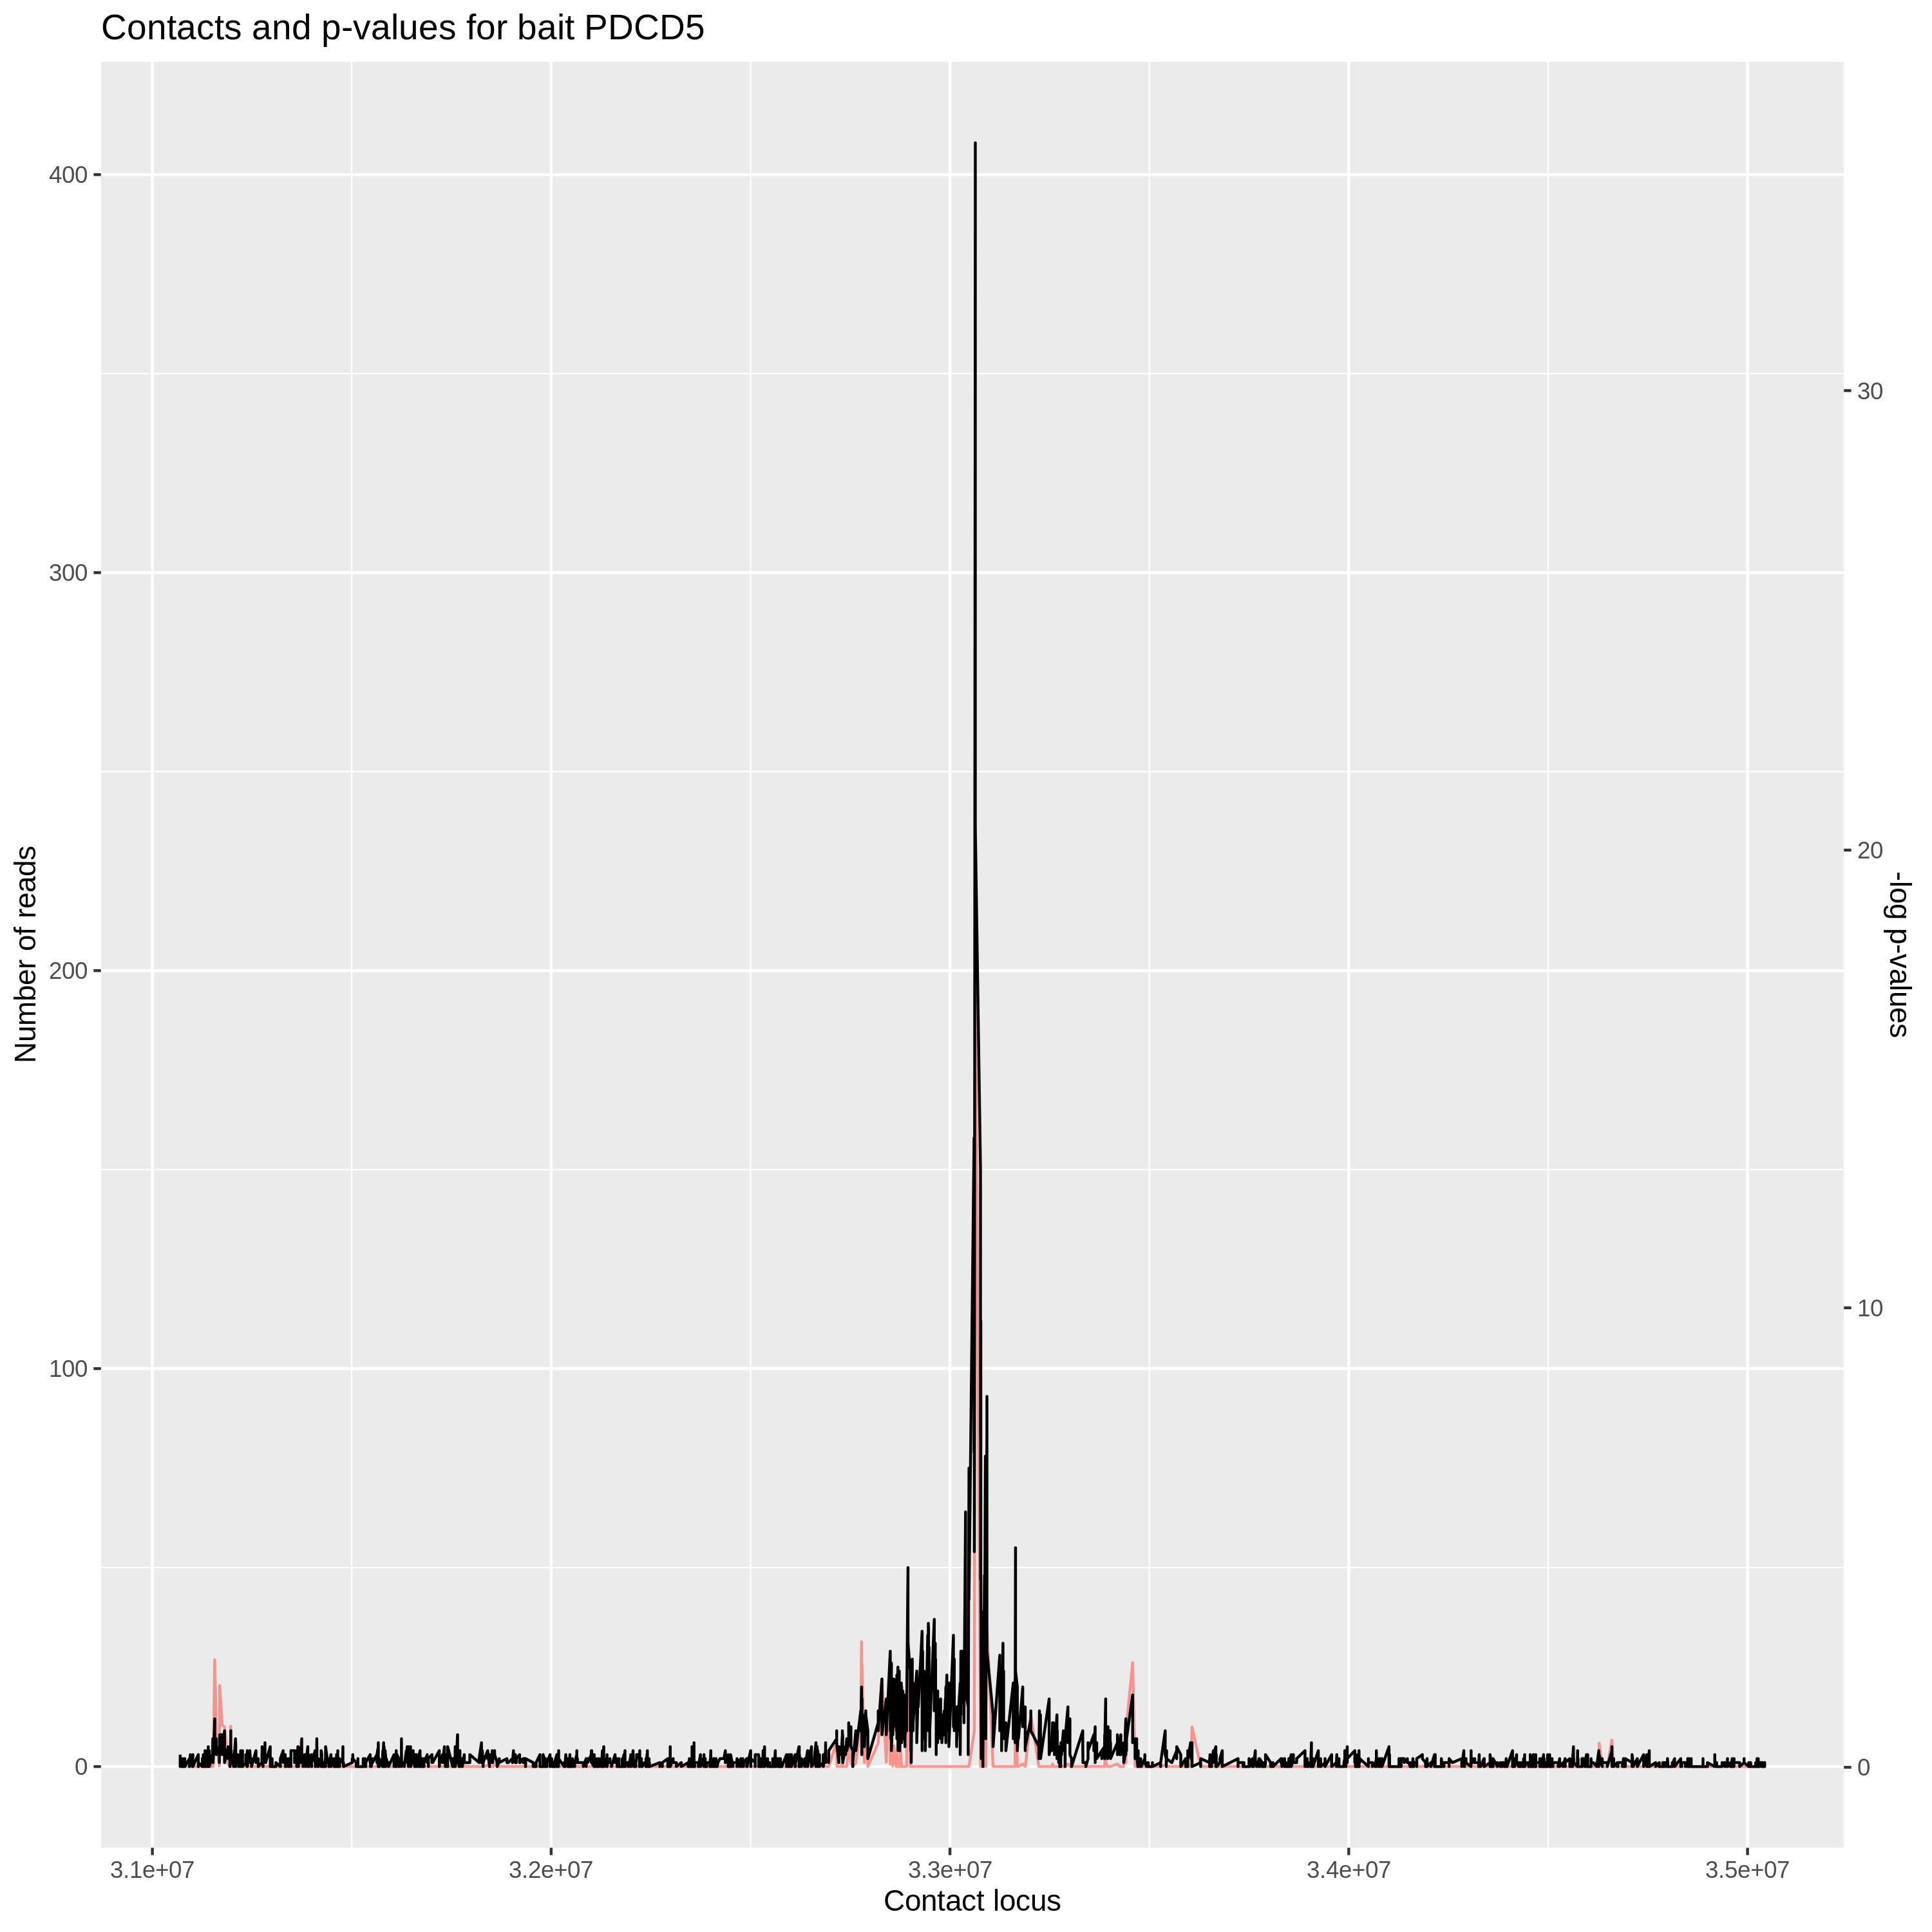 Contacts and p-values for bait PDCD5
400
300
200
100
0
Number of reads
30
20
10
0
-log p-values
3.1e+07 3.2e+07 3.3e+07 3.4e+07 3.5e+07
Contact locus